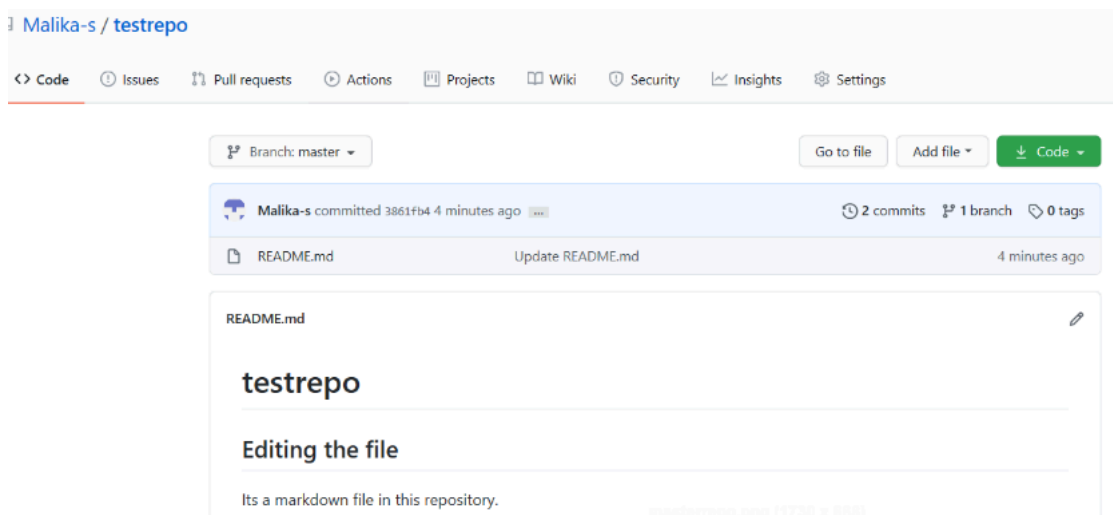 Malika-s / testrepo
<> Code Issues Pull requests Actions Projects Wiki Security Insights Settings
Branch: master Go to file Add file Code
Malika-s committed 3861fb4 4 minutes ago ... 2 commits 1 branch 0 tags
README.md Update README.md 4 minutes ago
README.md
testrepo
Editing the file
Its a markdown file in this repository.